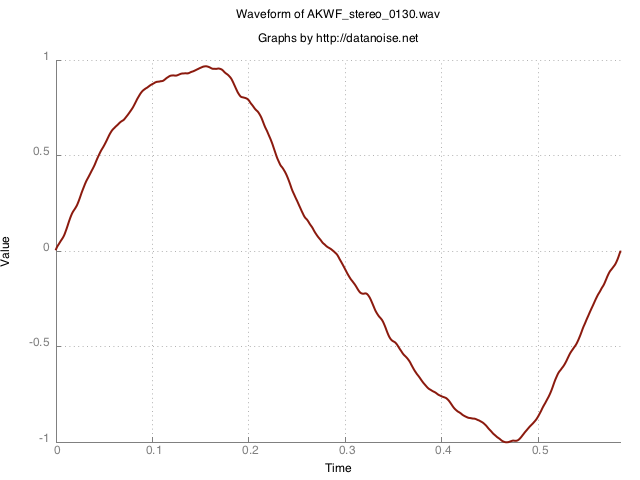 Waveform of AKWF_stereo_0130.wav
Graphs by http://datanoise.net
1
0.5
0
-0.5
-1
Value
0 0.1 0.2 0.3 0.4 0.5
Time